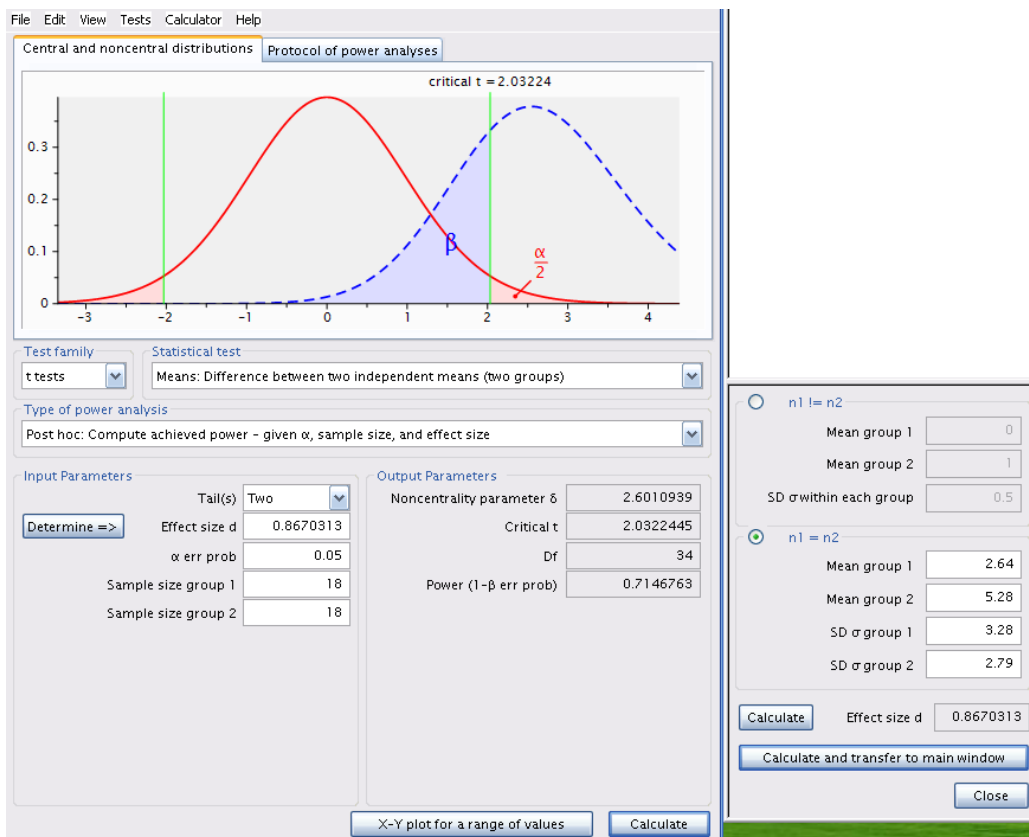 File Edit View Tests Calculator Help
Central and noncentral distributions Protocol of power analyses
critical t = 2.03224
0.3
0.2
0.1
0
β
α
2
-3 -2 -1 0 1 2 3 4
Test family
t tests
Statistical test
Means: Difference between two independent means (two groups)
Type of power analysis
Post hoc: Compute achieved power – given α, sample size, and effect size
Input Parameters
Tail(s) Two
Determine => Effect size d 0.8670313
α err prob 0.05
Sample size group 1 18
Sample size group 2 18
Output Parameters
Noncentrality parameter δ 2.6010939
Critical t 2.0322445
Df 34
Power (1-β err prob) 0.7146763
X-Y plot for a range of values Calculate
n1 != n2
Mean group 1 0
Mean group 2 1
SD σ within each group 0.5
n1 = n2
Mean group 1 2.64
Mean group 2 5.28
SD σ group 1 3.28
SD σ group 2 2.79
Calculate Effect size d 0.8670313
Calculate and transfer to main window
Close